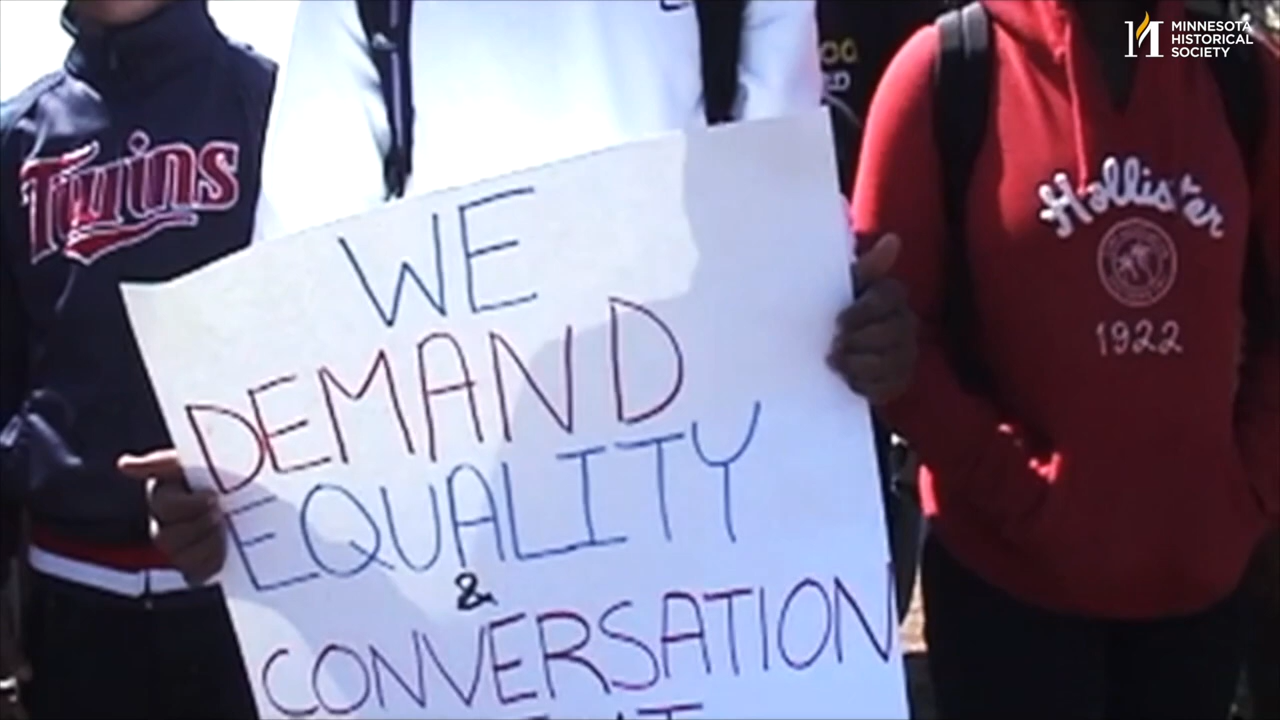 MINNESOTA
HISTORICAL
SOCIETY
Twins
Hollister
1922
WE
DEMAND
EQUALITY
&
CONVERSATION